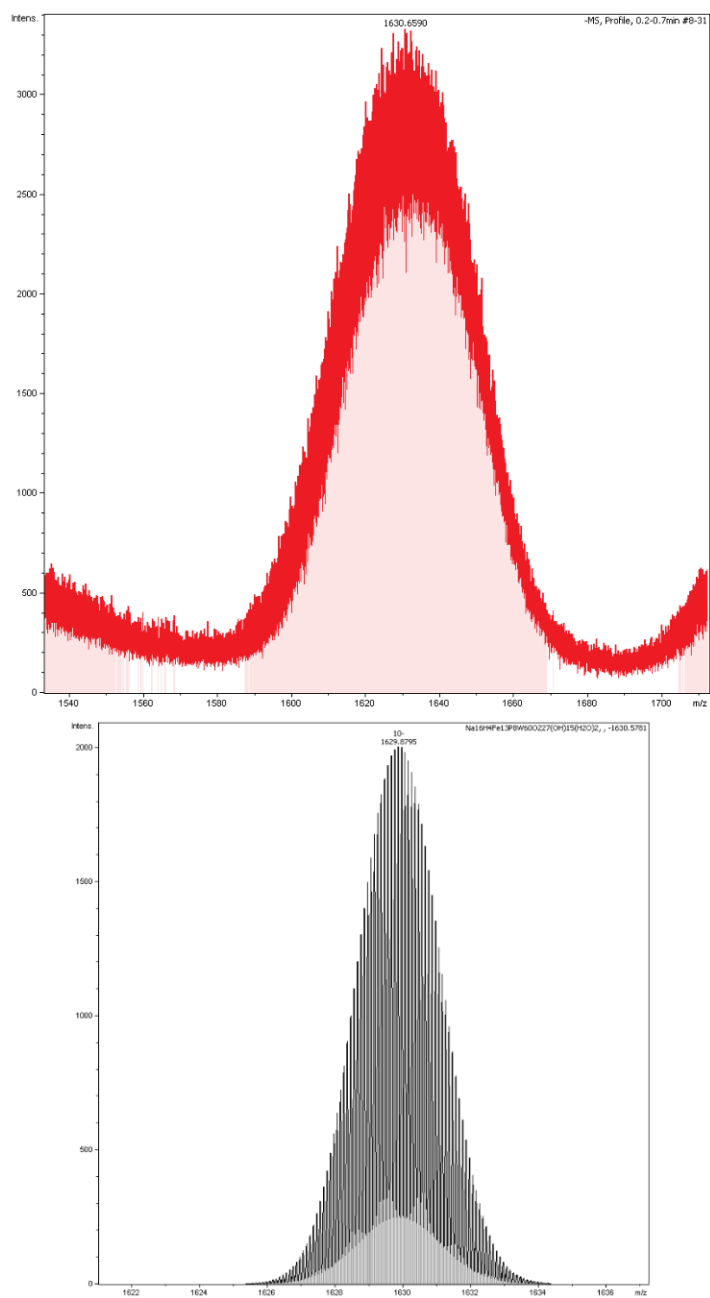 Intens.
1630.6590
-MS, Profile, 0.2-0.7min #8-31
3000
2500
2000
1500
1000
500
0
1540 1560 1580 1600 1620 1640 1660 1680 1700 m/z
Intens.
10-
1629.8795
Na16H4Fe13P8W60O227(OH)15(H2O)2, , -1630.5781
2000
1500
1000
500
0
1622 1624 1626 1628 1630 1632 1634 1636 m/z